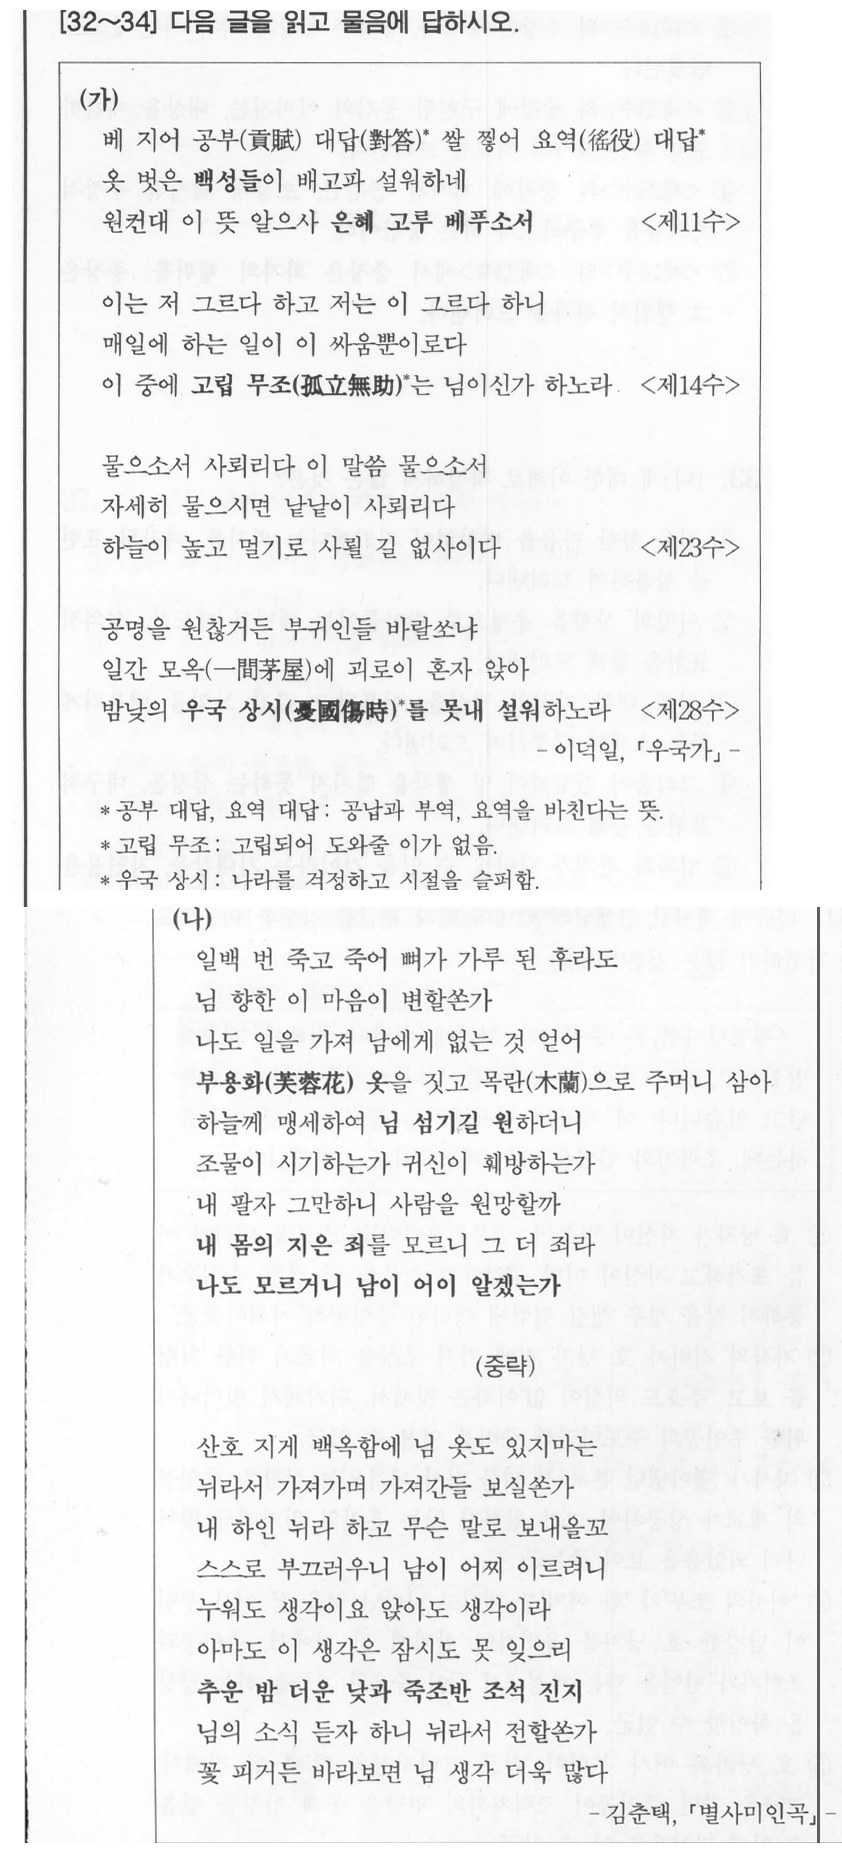 [32~34] 다음 글을 읽고 물음에 답하시오.
(가)
베 지어 공부(貢賦) 대답(對答)* 쌀 찧어 요역(徭役) 대답*
옷 벗은 백성들이 배고파 설워하네
원컨대 이 뜻 알으사 은혜 고루 베푸소서 <제11수>
이는 저 그르다 하고 저는 이 그르다 하니
매일에 하는 일이 이 싸움뿐이로다
이 중에 고립 무조(孤立無助)*는 님이신가 하노라 <제14수>
물으소서 사뢰리다 이 말씀 물으소서
자세히 물으시면 낱낱이 사뢰리다
하늘이 높고 멀기로 사뢸 길 없사이다 <제23수>
공명을 원찮거든 부귀인들 바랄쏘냐
일간 모옥(一間茅屋)에 괴로이 혼자 앉아
밤낮의 우국 상시(憂國傷時)*를 못내 설워하노라 <제28수>
- 이덕일, 「우국가」 -
* 공부 대답, 요역 대답 : 공납과 부역, 요역을 바친다는 뜻.
* 고립 무조 : 고립되어 도와줄 이가 없음.
* 우국 상시 : 나라를 걱정하고 시절을 슬퍼함.
(나)
일백 번 죽고 죽어 뼈가 가루 된 후라도
님 향한 이 마음이 변할쏜가
나도 일을 가져 남에게 없는 것 얻어
부용화(芙蓉花) 옷을 짓고 목란(木蘭)으로 주머니 삼아
하늘께 맹세하여 님 섬기길 원하더니
조물이 시기하는가 귀신이 훼방하는가
내 팔자 그만하니 사람을 원망할까
내 몸의 지은 죄를 모르니 그 더 죄다
나도 모르거니 남이 어이 알겠는가
(중략)
산호 지게 백옥함에 님 옷도 있지마는
뉘라서 가져가며 가져간들 보실쏜가
내 하인 뉘라 하고 무슨 말로 보내올꼬
스스로 부끄러우니 남이 어찌 이르려니
누워도 생각이요 앉아도 생각이라
아마도 이 생각은 잠시도 못 잊으리
추운 밤 더운 낮과 죽조반 조석 진지
님의 소식 듣자 하니 뉘라서 전할쏜가
꽃 피거든 바라보면 님 생각 더욱 많다
- 김춘택, 「별사미인곡」 -